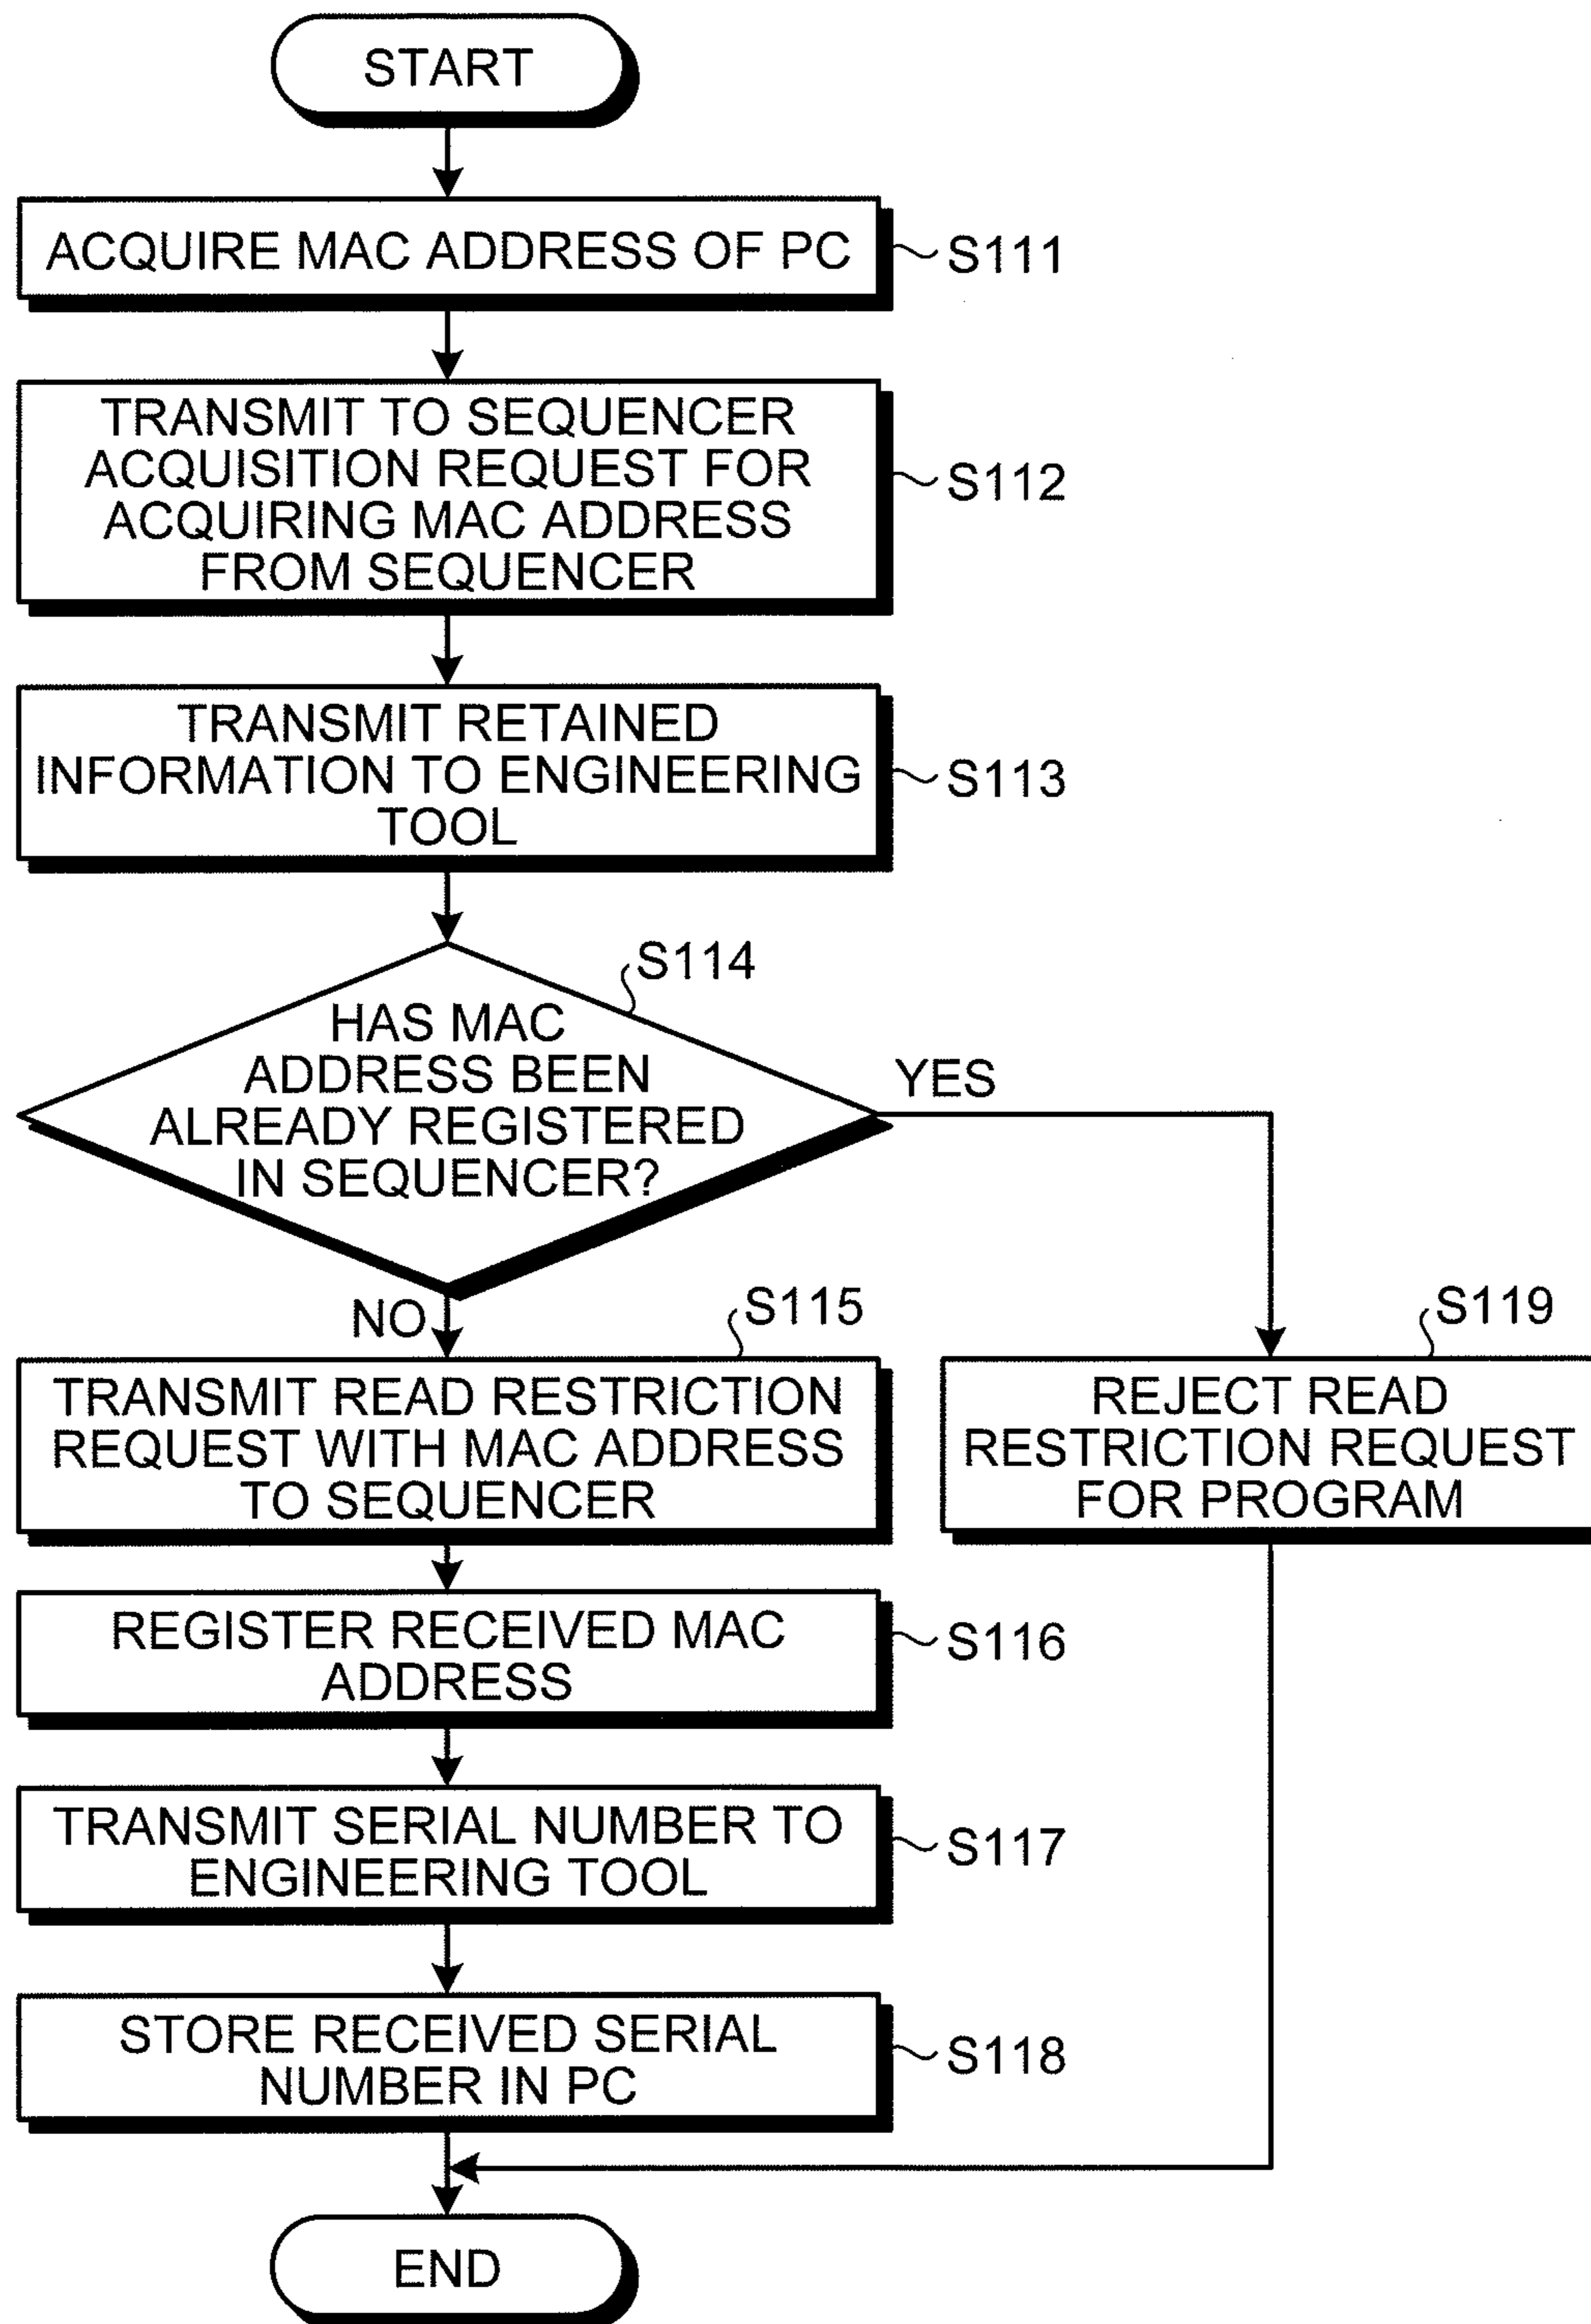 START
ACQUIRE MAC ADDRESS OF PC
S111
TRANSMIT TO SEQUENCER
ACQUISITION REQUEST FOR
ACQUIRING MAC ADDRESS
FROM SEQUENCER
S112
TRANSMIT RETAINED
INFORMATION TO ENGINEERING
TOOL
S113
S114
HAS MAC
ADDRESS BEEN
ALREADY REGISTERED
IN SEQUENCER?
YES
NO
S115
TRANSMIT READ RESTRICTION
REQUEST WITH MAC ADDRESS
TO SEQUENCER
S119
REJECT READ
RESTRICTION REQUEST
FOR PROGRAM
REGISTER RECEIVED MAC
ADDRESS
S116
TRANSMIT SERIAL NUMBER TO
ENGINEERING TOOL
S117
STORE RECEIVED SERIAL
NUMBER IN PC
S118
END